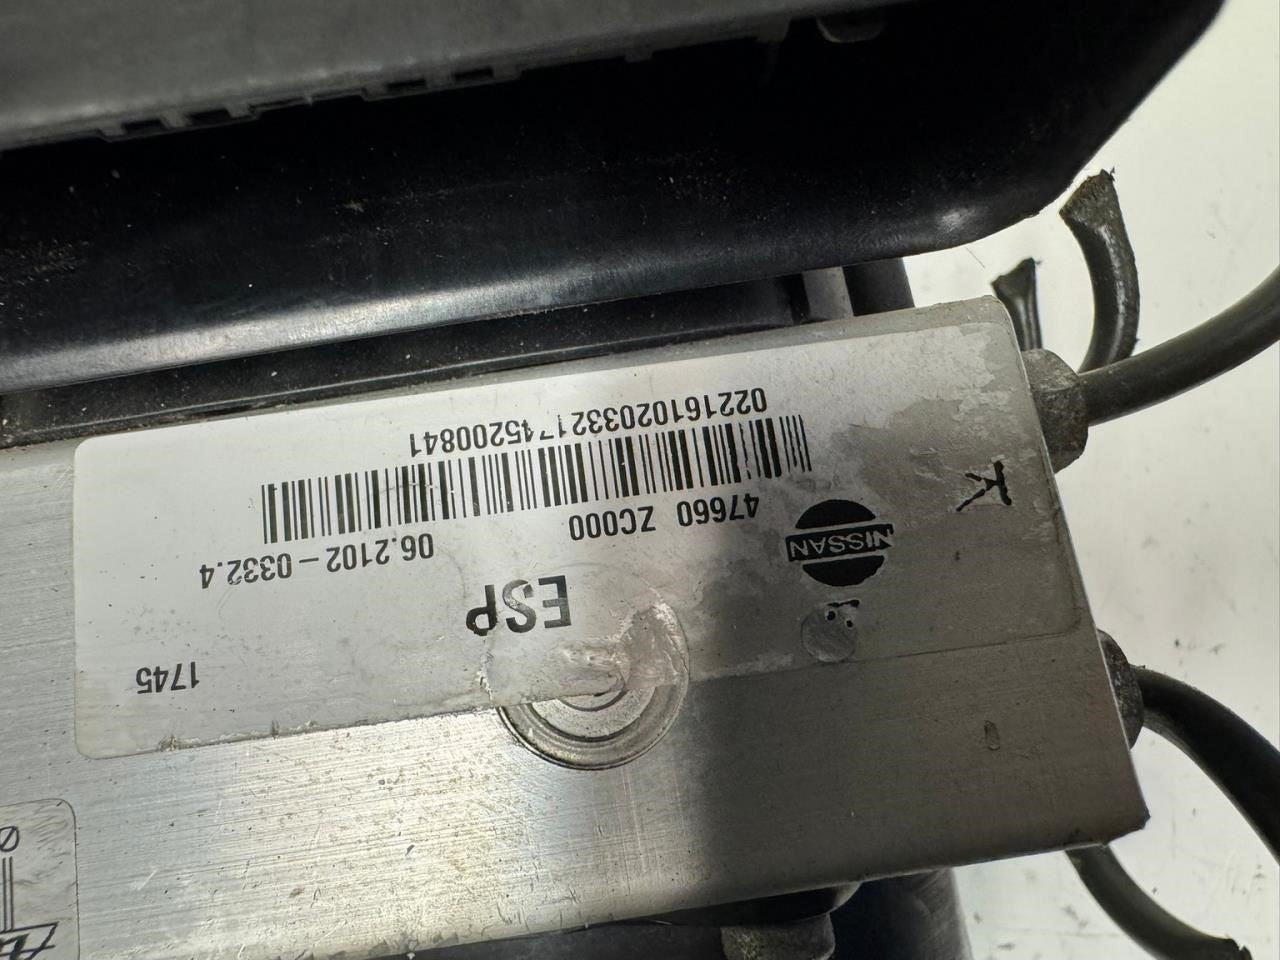 1745
ESP
06.2102-0332.4
47660 ZC000
NISSAN
K
0221610203321745200841
Ø